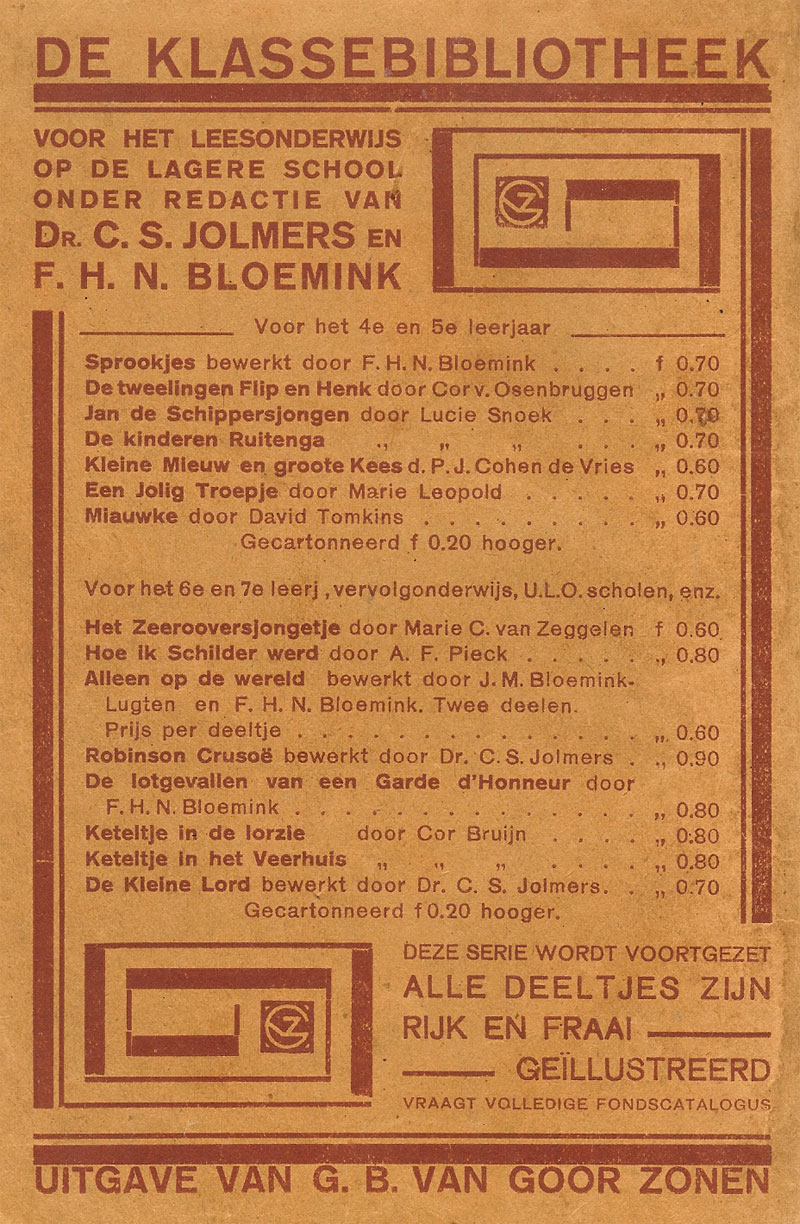 DE KLASSEBIBLIOTHEEK
VOOR HET LEESONDERWIJS
OP DE LAGERE SCHOOL
ONDER REDACTIE VAN
DR. C. S. JOLMERS EN
F. H. N. BLOEMINK
Voor het 4e en 5e leerjaar
Sprookjes bewerkt door F. H. N. Bloemink . . . . f 0.70
De tweelingen Flip en Henk door Cor v. Osenbruggen „ 0.70
Jan de Schippersjongen door Lucie Snoek . . . „ 0.70
De kinderen Ruitenga „ „ „ . . . „ 0.70
Kleine Mieuw en groote Kees d. P. J. Cohen de Vries „ 0.60
Een Jolig Troepje door Marie Leopold . . . . . „ 0.70
Miauwke door David Tomkins . . . . . . . . . „ 0.60
Gecartonneerd f 0.20 hooger.
Voor het 6e en 7e leerj , vervolgonderwijs, U.L.O. scholen, enz.
Het Zeerooversjongetje door Marie C. van Zeggelen f 0.60
Hoe ik Schilder werd door A. F. Pieck . . . . . „ 0.80
Alleen op de wereld bewerkt door J. M. Bloemink-
Lugten en F. H. N. Bloemink. Twee deelen.
Prijs per deeltje . . . . . . . . . . . . . . „ 0.60
Robinson Crusoë bewerkt door Dr. C. S. Jolmers . „ 0.90
De lotgevallen van een Garde d'Honneur door
F. H. N. Bloemink . . . . . . . . . . . . . . „ 0.80
Keteltje in de lorzie door Cor Bruijn . . . . „ 0.80
Keteltje in het Veerhuis „ „ „ . . . . „ 0.80
De Kleine Lord bewerkt door Dr. C. S. Jolmers. . „ 0.70
Gecartonneerd f 0.20 hooger.
DEZE SERIE WORDT VOORTGEZET
ALLE DEELTJES ZIJN
RIJK EN FRAAI
GEÏLLUSTREERD
VRAAGT VOLLEDIGE FONDSCATALOGUS
UITGAVE VAN G. B. VAN GOOR ZONEN